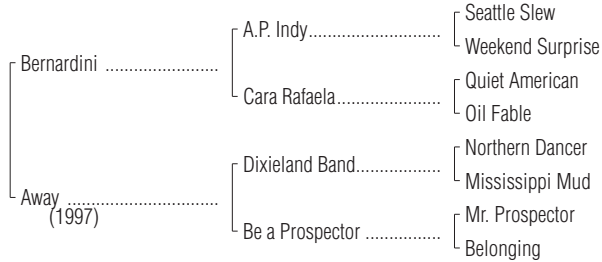 Seattle Slew
A.P. Indy
Weekend Surprise
Bernardini
Quiet American
Cara Rafaela
Oil Fable
Northern Dancer
Dixieland Band
Mississippi Mud
Away
(1997)
Mr. Prospector
Be a Prospector
Belonging